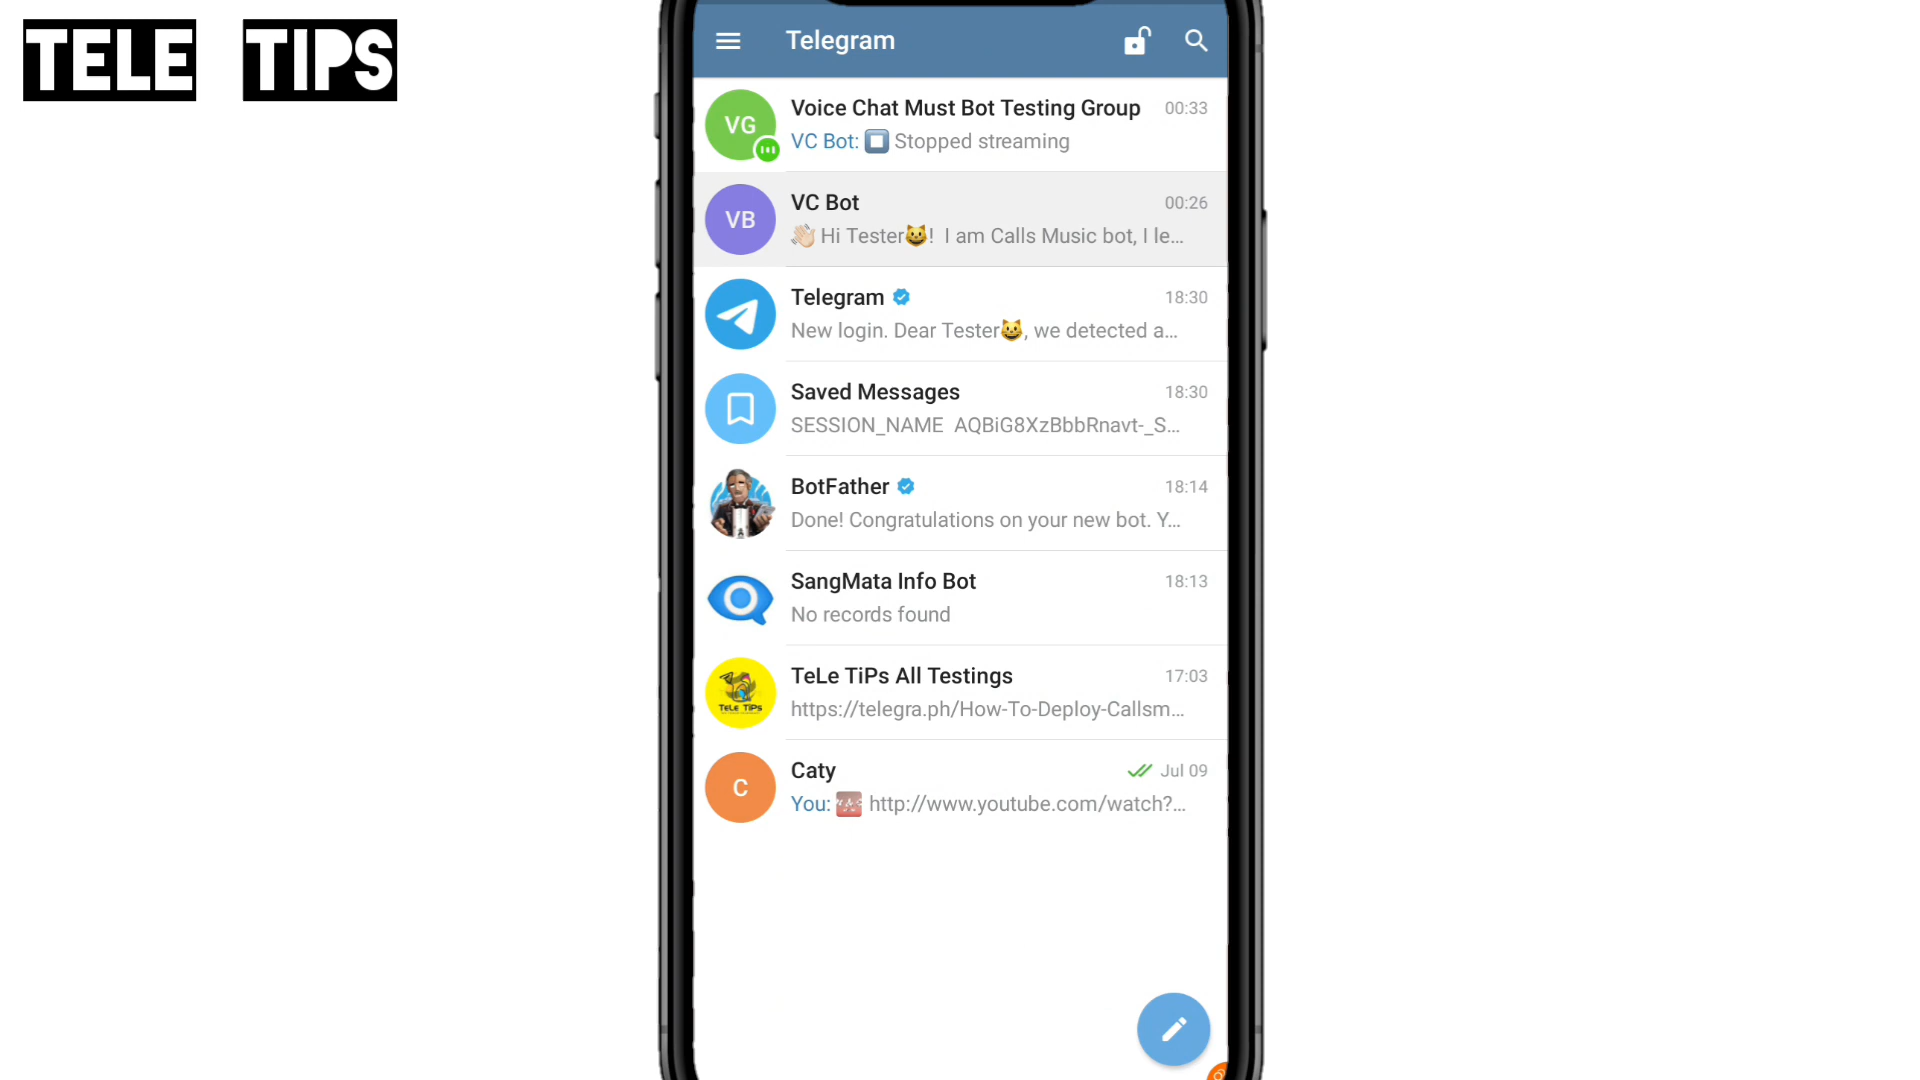 TELE TIPS
Telegram
VG
Voice Chat Must Bot Testing Group 00:33
VC Bot: ⏹ Stopped streaming
VB
VC Bot 00:26
👋🏻 Hi Tester😺! I am Calls Music bot, I le...
Telegram 18:30
New login. Dear Tester😺, we detected a...
Saved Messages 18:30
SESSION_NAME AQBiG8XzBbbRnavt-_S...
BotFather 18:14
Done! Congratulations on your new bot. Y...
SangMata Info Bot 18:13
No records found
TeLe TiPs All Testings 17:03
TeLe TiPs
https://telegra.ph/How-To-Deploy-Callsm...
C
Caty Jul 09
You: http://www.youtube.com/watch?...